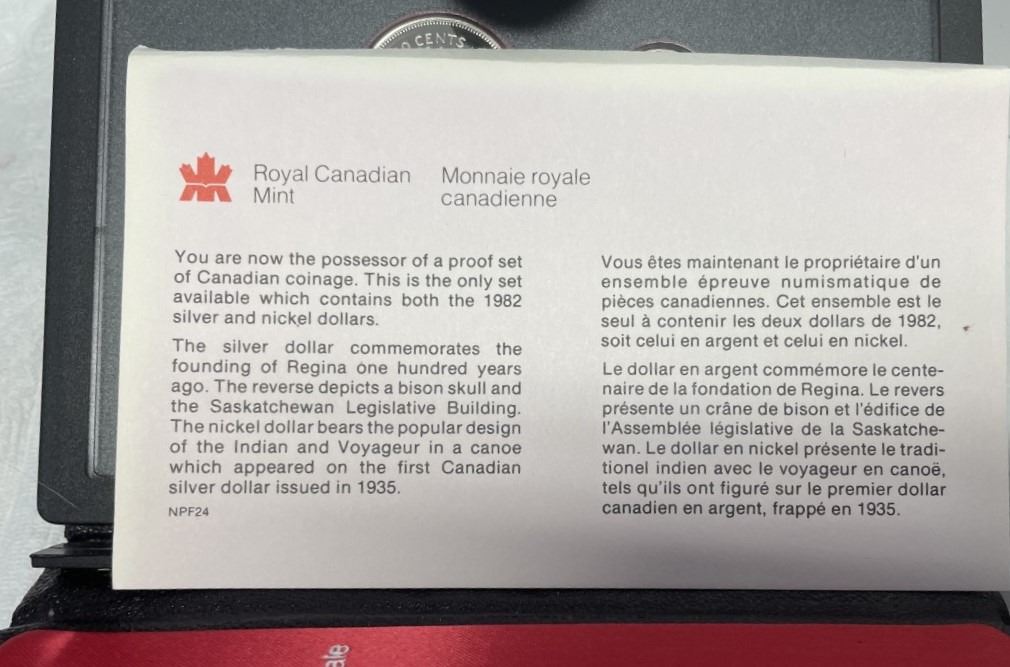 CENTS
Royal Canadian
Mint
Monnaie royale
canadienne
You are now the possessor of a proof set
of Canadian coinage. This is the only set
available which contains both the 1982
silver and nickel dollars.
The silver dollar commemorates the
founding of Regina one hundred years
ago. The reverse depicts a bison skull and
the Saskatchewan Legislative Building.
The nickel dollar bears the popular design
of the Indian and Voyageur in a canoe
which appeared on the first Canadian
silver dollar issued in 1935.
NPF24
Vous êtes maintenant le propriétaire d'un
ensemble épreuve numismatique de
pièces canadiennes. Cet ensemble est le
seul à contenir les deux dollars de 1982,
soit celui en argent et celui en nickel.
Le dollar en argent commémore le cente-
naire de la fondation de Regina. Le revers
présente un crâne de bison et l'édifice de
l'Assemblée législative de la Saskatche-
wan. Le dollar en nickel présente le tradi-
tionel indien avec le voyageur en canoë,
tels qu'ils ont figuré sur le premier dollar
canadien en argent, frappé en 1935.